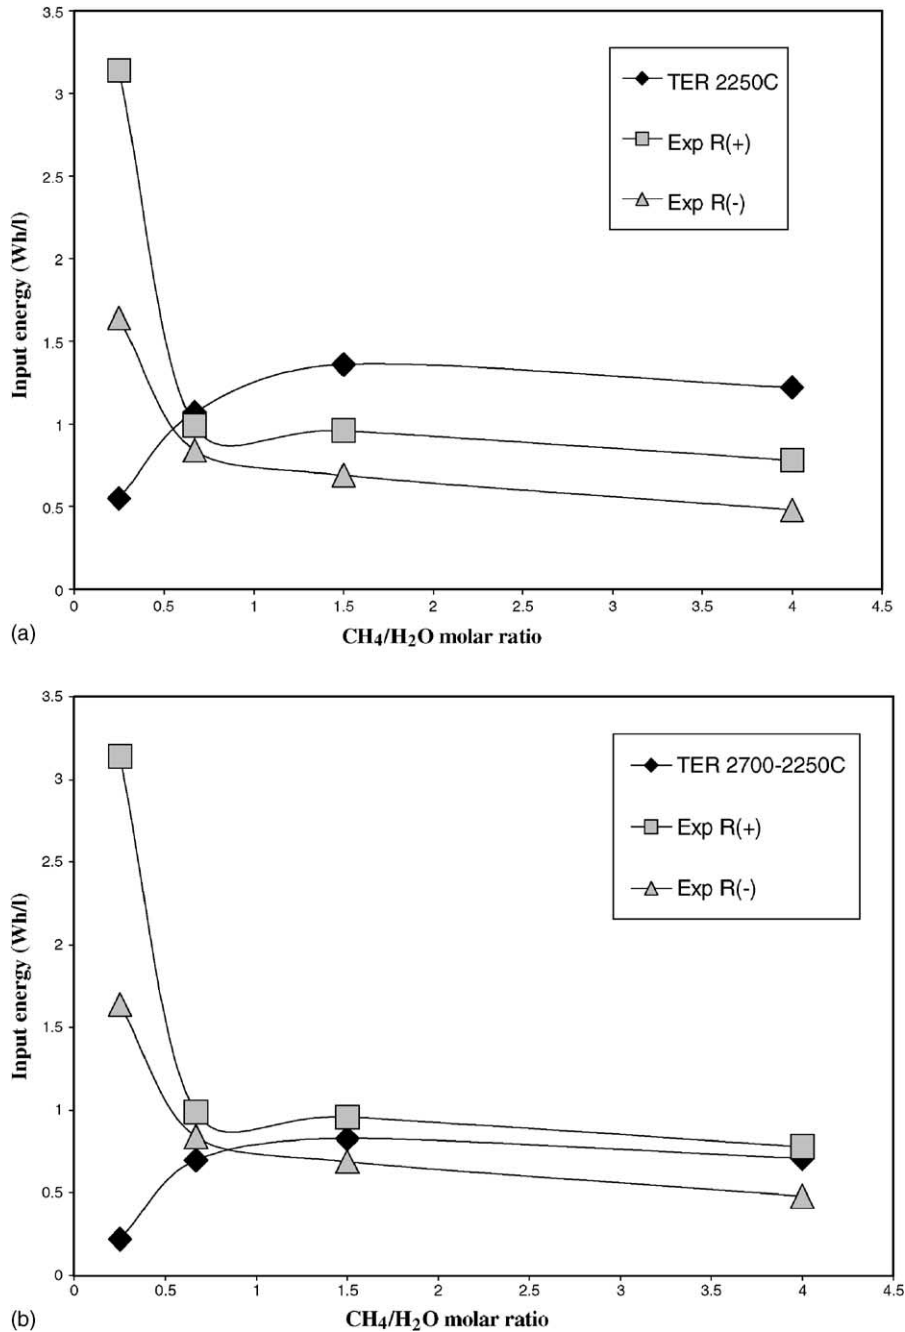 3.5
3
2.5
2
1.5
1
0.5
0
Input energy (Wh/l)
TER 2250C
Exp R(+)
Exp R(-)
0 0.5 1 1.5 2 2.5 3 3.5 4 4.5
(a)
CH₄/H₂O molar ratio
3.5
3
2.5
2
1.5
1
0.5
0
Input energy (Wh/l)
TER 2700-2250C
Exp R(+)
Exp R(-)
0 0.5 1 1.5 2 2.5 3 3.5 4 4.5
(b)
CH₄/H₂O molar ratio